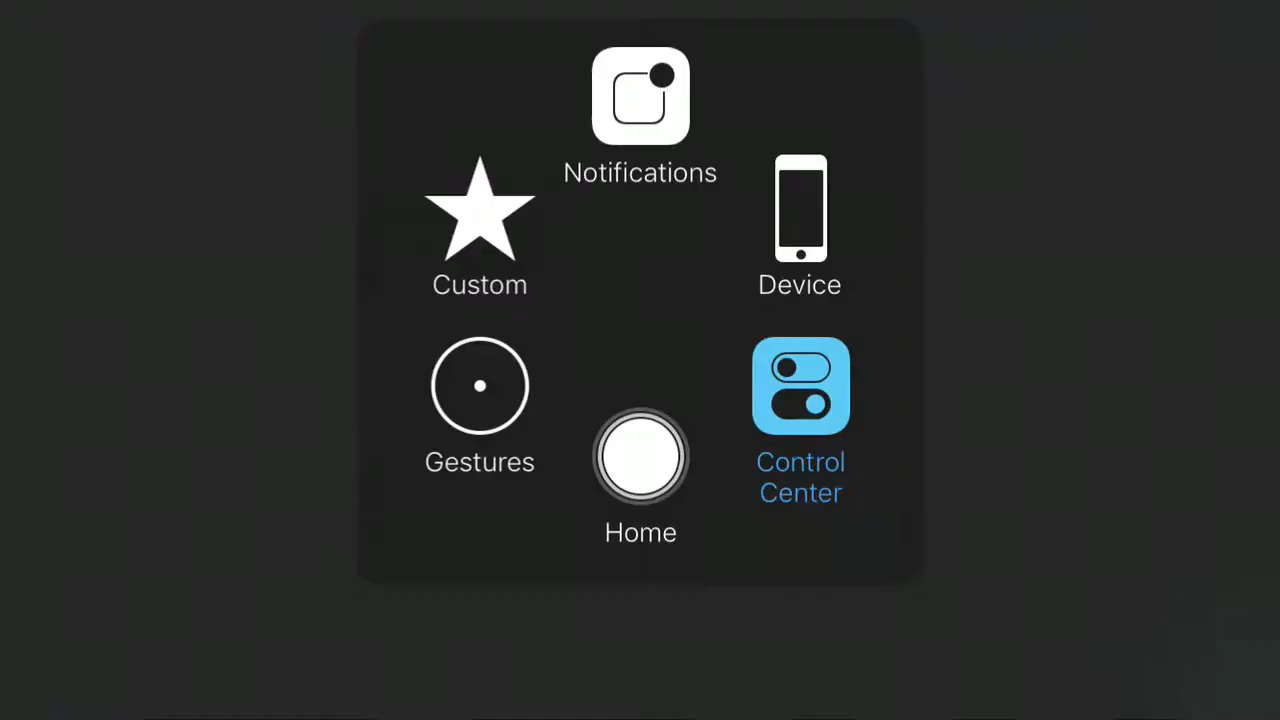 Notifications
Custom
Device
Gestures
Control
Center
Home